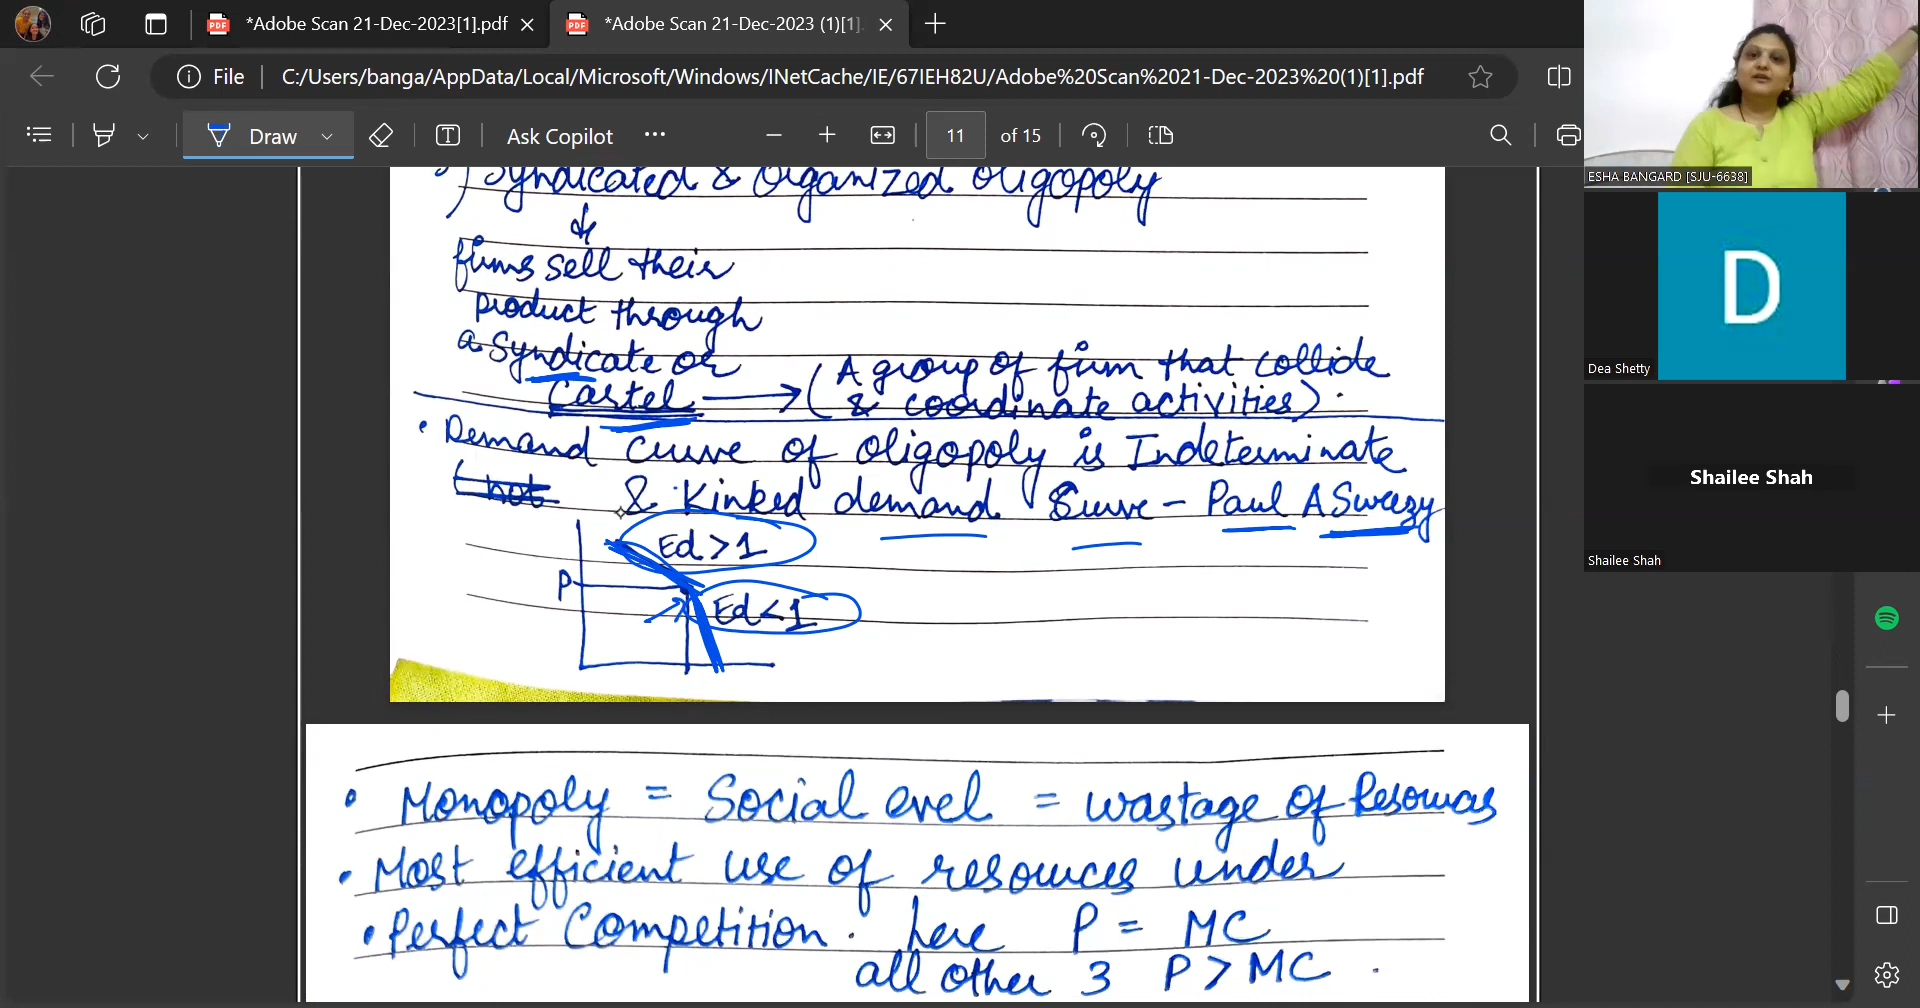 *Adobe Scan 21-Dec-2023[1].pdf
*Adobe Scan 21-Dec-2023 (1)[1].
File
C:/Users/banga/AppData/Local/Microsoft/Windows/INetCache/IE/67IEH82U/Adobe%20Scan%2021-Dec-2023%20(1)[1].pdf
Draw
Ask Copilot
11 of 15
Syndicated & Organized Oligopoly
firms sell their
product through
a syndicate or
Cartel → (A group of firm that collide
& coordinate activities).
• Demand curve of oligopoly is Indeterminate
(not & Kinked demand Curve - Paul A Sweezy
Ed > 1
P
Ed < 1
• Monopoly = Social evel = wastage of Resources
• Most efficient use of resources under
• Perfect Competition. here P = MC
all other 3 P > MC.
ESHA BANGARD [SJU-6638]
D
Dea Shetty
Shailee Shah
Shailee Shah